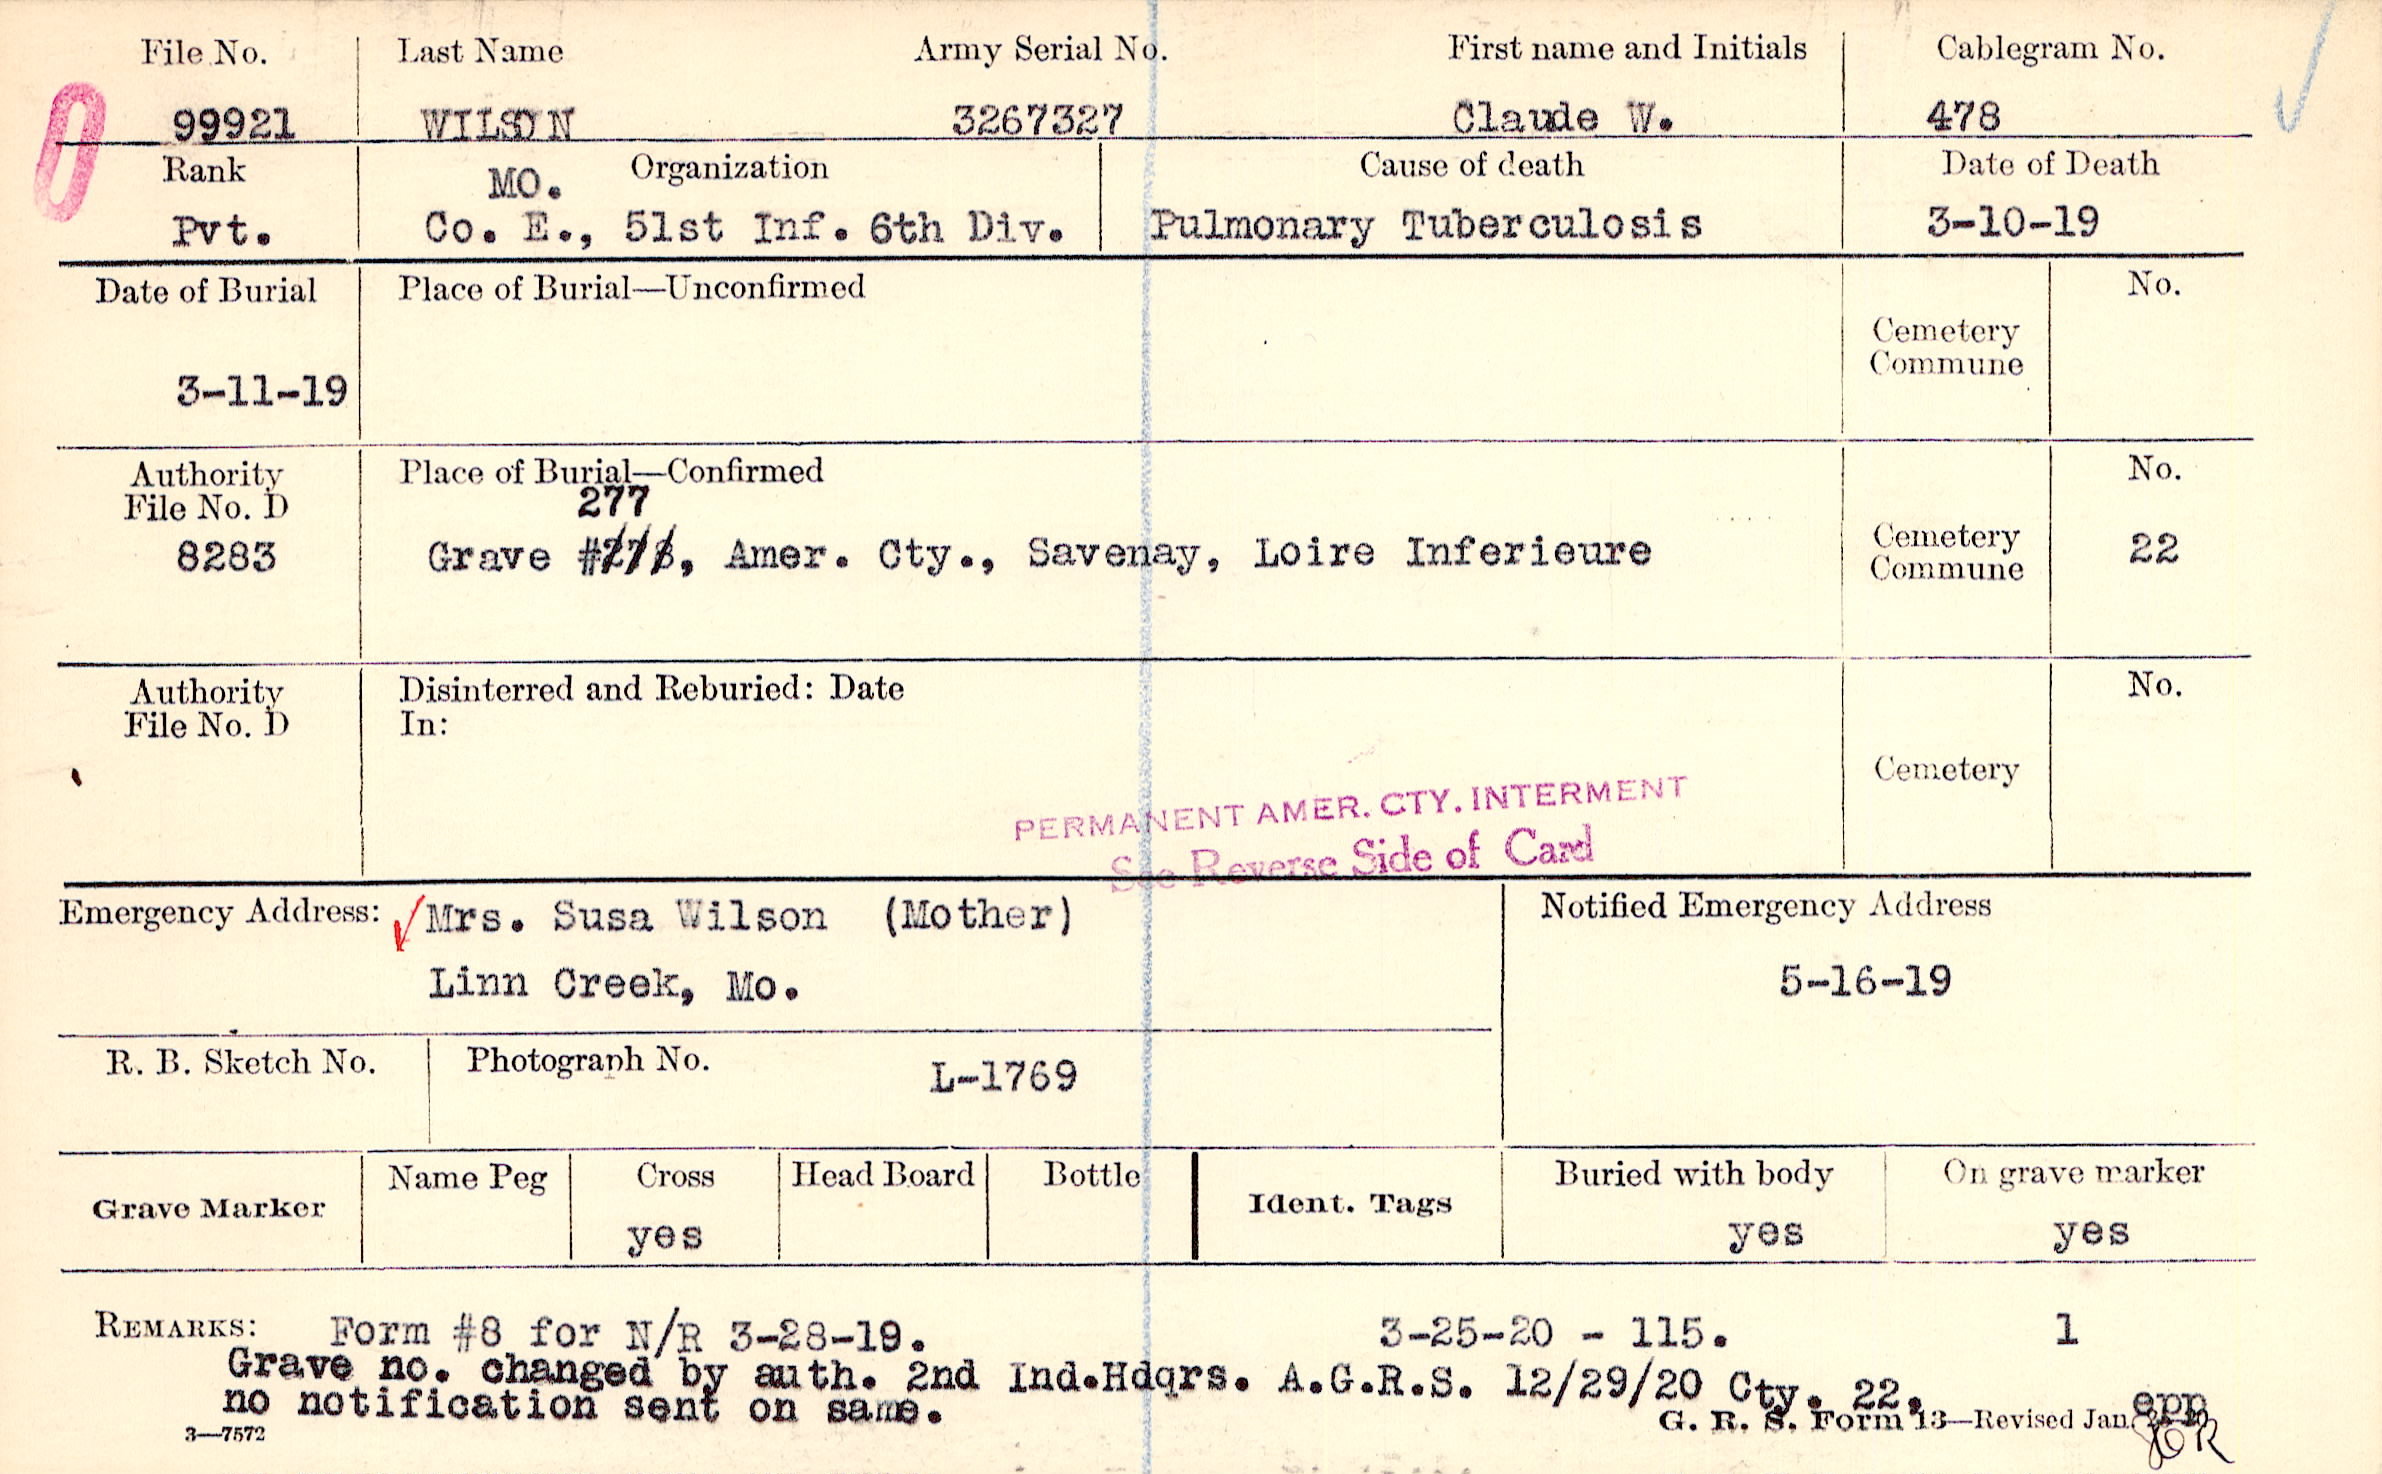 File No. Last Name Army Serial No. First name and Initials Cablegram No.
99921 WILSON 3267327 Claude W. 478
Rank Organization Cause of death Date of Death
MO.
Pvt. Co. E., 51st Inf. 6th Div. Pulmonary Tuberculosis 3-10-19
Date of Burial Place of Burial—Unconfirmed No.
Cemetery
Commune
3-11-19
Authority Place of Burial—Confirmed No.
File No. D 277
8283 Grave #278, Amer. Cty., Savenay, Loire Inferieure Cemetery 22
Commune
Authority Disinterred and Reburied: Date No.
File No. D In:
Cemetery
PERMANENT AMER. CTY. INTERMENT
See Reverse Side of Card
Emergency Address: Mrs. Susa Wilson (Mother) Notified Emergency Address
Linn Creek, Mo. 5-16-19
R. B. Sketch No. Photograph No. L-1769
Grave Marker Name Peg Cross Head Board Bottle Ident. Tags Buried with body On grave marker
yes yes yes
REMARKS: Form #8 for N/R 3-28-19. 3-25-20 - 115. 1
Grave no. changed by auth. 2nd Ind.Hdqrs. A.G.R.S. 12/29/20 Cty. 22.
no notification sent on same. epp
3—7572 G. R. S. Form 13—Revised Jan.